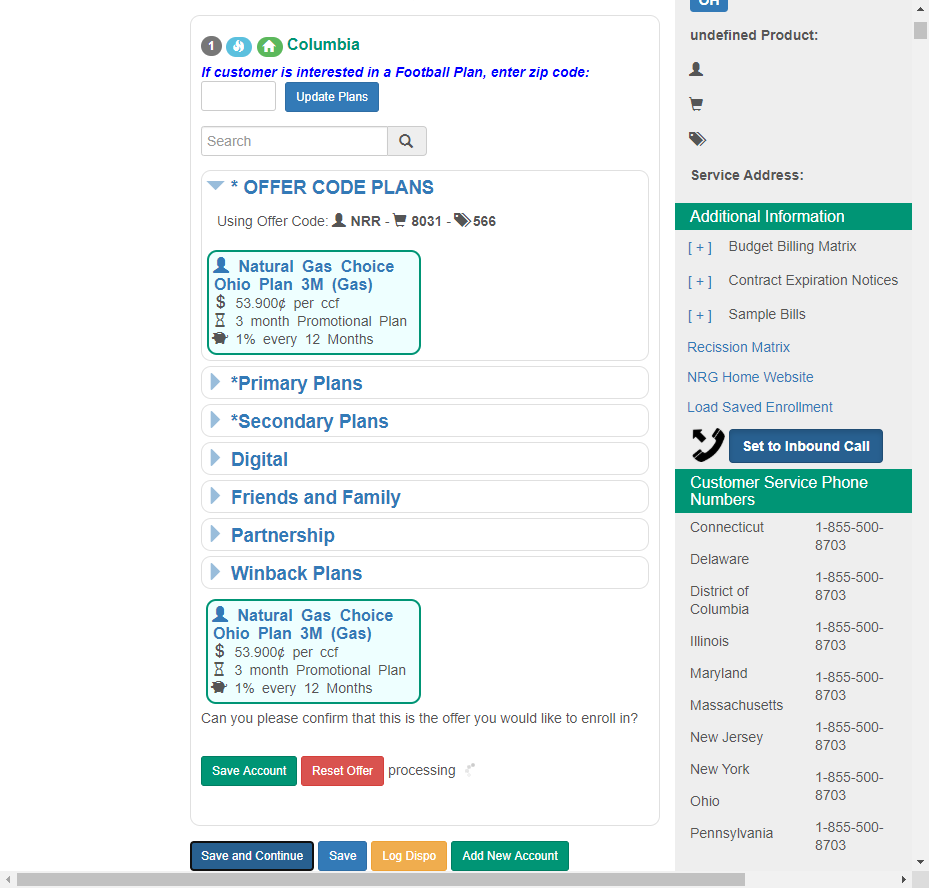 1 Columbia
If customer is interested in a Football Plan, enter zip code:
Update Plans
Search
* OFFER CODE PLANS
Using Offer Code: NRR - 8031 - 566
Natural Gas Choice
Ohio Plan 3M (Gas)
$ 53.900¢ per ccf
3 month Promotional Plan
1% every 12 Months
*Primary Plans
*Secondary Plans
Digital
Friends and Family
Partnership
Winback Plans
Natural Gas Choice
Ohio Plan 3M (Gas)
$ 53.900¢ per ccf
3 month Promotional Plan
1% every 12 Months
Can you please confirm that this is the offer you would like to enroll in?
Save Account Reset Offer processing
Save and Continue Save Log Dispo Add New Account
OH
undefined Product:
Service Address:
Additional Information
[ + ] Budget Billing Matrix
[ + ] Contract Expiration Notices
[ + ] Sample Bills
Recission Matrix
NRG Home Website
Load Saved Enrollment
Set to Inbound Call
Customer Service Phone
Numbers
Connecticut 1-855-500-
8703
Delaware 1-855-500-
8703
District of
Columbia 1-855-500-
8703
Illinois 1-855-500-
8703
Maryland 1-855-500-
8703
Massachusetts 1-855-500-
8703
New Jersey
New York 1-855-500-
8703
Ohio
Pennsylvania